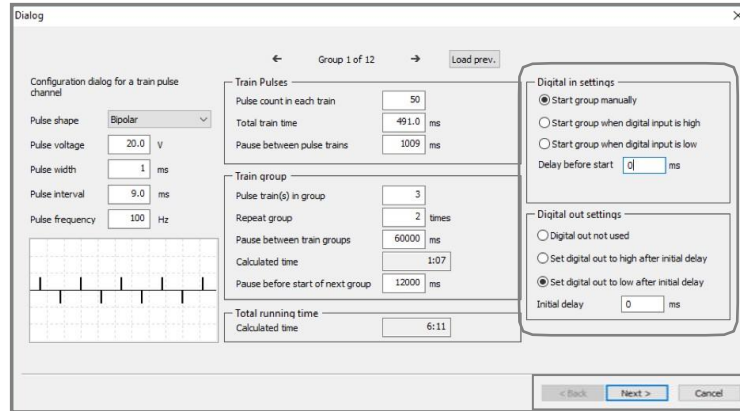 Dialog
Group 1 of 12
Load prev.
Configuration dialog for a train pulse
channel
Pulse shape Bipolar
Pulse voltage 20.0 V
Pulse width 1 ms
Pulse interval 9.0 ms
Pulse frequency 100 Hz
Train Pulses
Pulse count in each train 50
Total train time 491.0 ms
Pause between pulse trains 1009 ms
Train group
Pulse train(s) in group 3
Repeat group 2 times
Pause between train groups 60000 ms
Calculated time 1:07
Pause before start of next group 12000 ms
Total running time
Calculated time 6:11
Digital in settings
Start group manually
Start group when digital input is high
Start group when digital input is low
Delay before start 0 ms
Digital out settings
Digital out not used
Set digital out to high after initial delay
Set digital out to low after initial delay
Initial delay 0 ms
< Back Next > Cancel